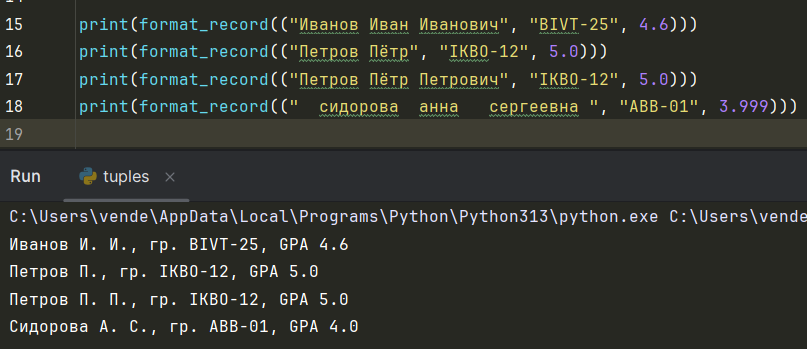 15 print(format_record(("Иванов Иван Иванович", "BIVT-25", 4.6)))
16 print(format_record(("Петров Пётр", "IKBO-12", 5.0)))
17 print(format_record(("Петров Пётр Петрович", "IKBO-12", 5.0)))
18 print(format_record(("  сидорова  анна   сергеевна ", "ABB-01", 3.999)))
19
Run tuples ×
C:\Users\vende\AppData\Local\Programs\Python\Python313\python.exe C:\Users\vende
Иванов И. И., гр. BIVT-25, GPA 4.6
Петров П., гр. IKBO-12, GPA 5.0
Петров П. П., гр. IKBO-12, GPA 5.0
Сидорова А. С., гр. ABB-01, GPA 4.0